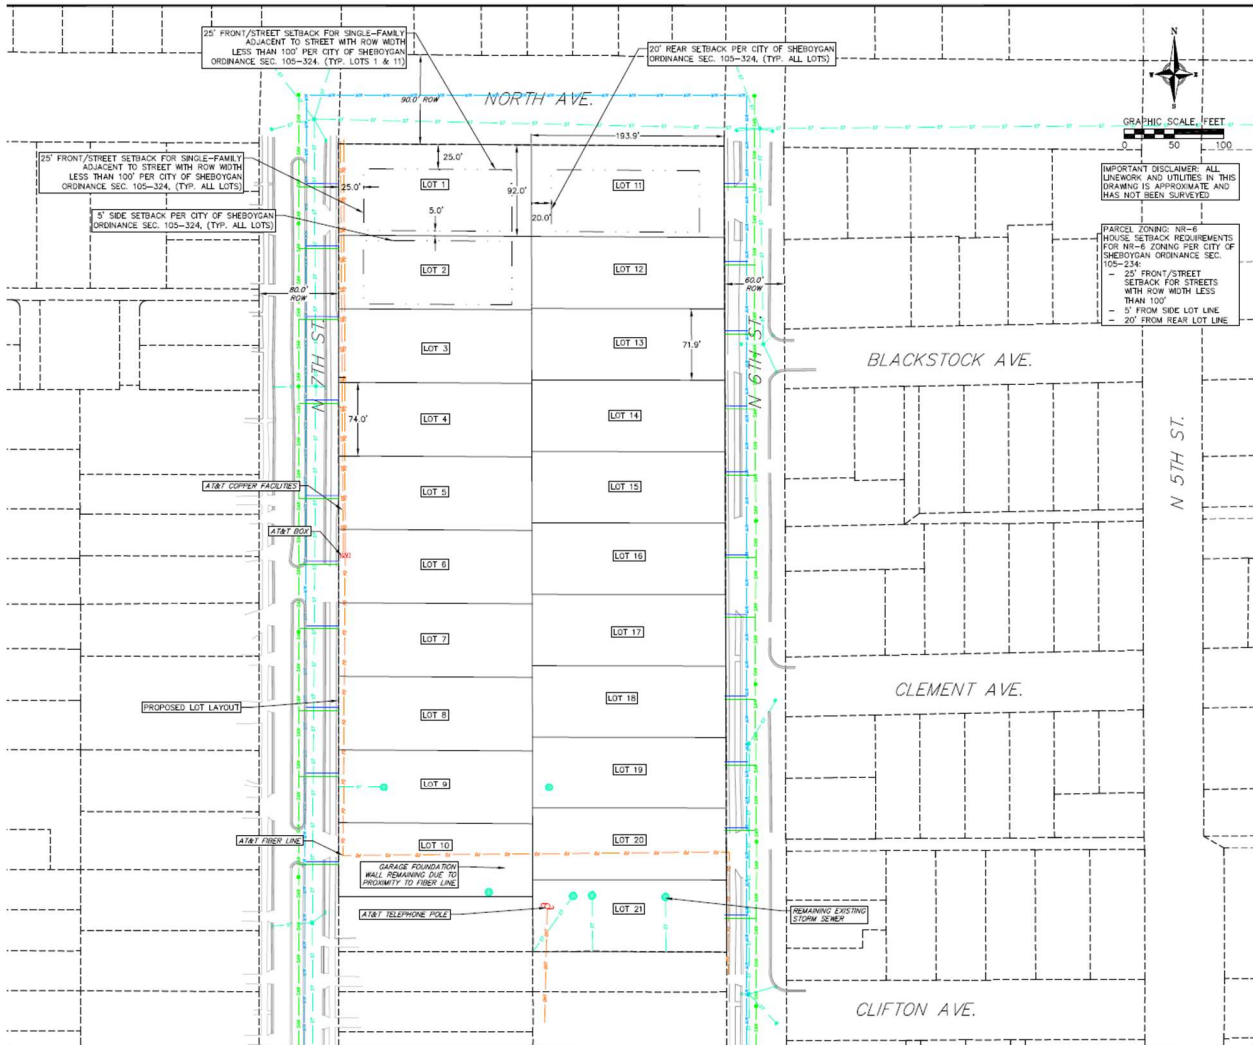 25' FRONT/STREET SETBACK FOR SINGLE-FAMILY
ADJACENT TO STREET WITH ROW WIDTH
LESS THAN 100' PER CITY OF SHEBOYGAN
ORDINANCE SEC. 105-324. (TYP. LOTS 1 & 11)
20' REAR SETBACK PER CITY OF SHEBOYGAN
ORDINANCE SEC. 105-324, (TYP. ALL LOTS)
N
S
90.0' ROW
NORTH AVE.
GRAPHIC SCALE, FEET
0 50 100
193.9'
25' FRONT/STREET SETBACK FOR SINGLE-FAMILY
ADJACENT TO STREET WITH ROW WIDTH
LESS THAN 100' PER CITY OF SHEBOYGAN
ORDINANCE SEC. 105-324, (TYP. ALL LOTS)
25.0'
25.0'
LOT 1
92.0'
LOT 11
20.0'
5.0'
IMPORTANT DISCLAIMER: ALL
LINEWORK AND UTILITIES IN THIS
DRAWING IS APPROXIMATE AND
HAS NOT BEEN SURVEYED
5' SIDE SETBACK PER CITY OF SHEBOYGAN
ORDINANCE SEC. 105-324, (TYP. ALL LOTS)
PARCEL ZONING: NR-6
HOUSE SETBACK REQUIREMENTS
FOR NR-6 ZONING PER CITY OF
SHEBOYGAN ORDINANCE SEC.
105-234:
- 25' FRONT/STREET
SETBACK FOR STREETS
WITH ROW WIDTH LESS
THAN 100'
- 5' FROM SIDE LOT LINE
- 20' FROM REAR LOT LINE
LOT 2
LOT 12
80.0'
ROW
60.0'
ROW
N 7TH ST.
LOT 3
LOT 13
71.9'
N 6TH ST.
BLACKSTOCK AVE.
74.0'
LOT 4
LOT 14
N 5TH ST.
AT&T COPPER FACILITIES
LOT 5
LOT 15
AT&T BOX
LOT 6
LOT 16
LOT 7
LOT 17
PROPOSED LOT LAYOUT
LOT 8
LOT 18
CLEMENT AVE.
LOT 9
LOT 19
AT&T FIBER LINE
LOT 10
LOT 20
GARAGE FOUNDATION
WALL REMAINING DUE TO
PROXIMITY TO FIBER LINE
AT&T TELEPHONE POLE
LOT 21
REMAINING EXISTING
STORM SEWER
CLIFTON AVE.